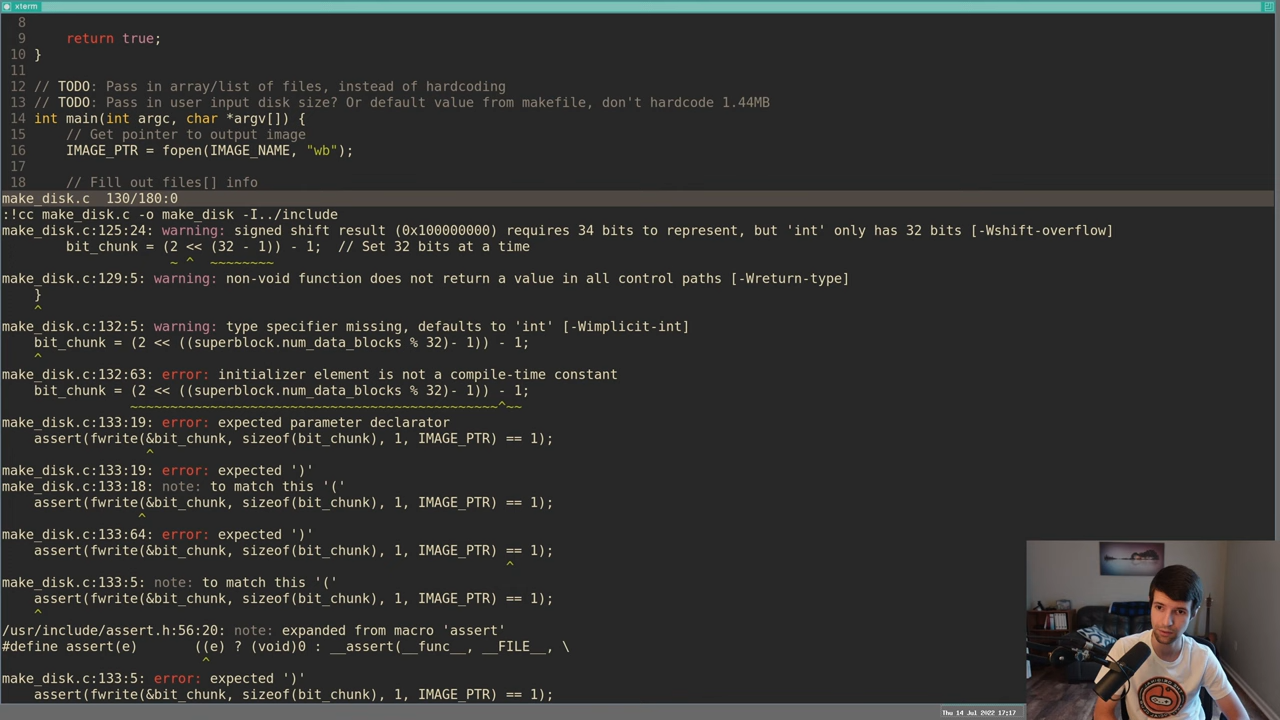 xterm
8
9 return true;
10 }
11
12 // TODO: Pass in array/list of files, instead of hardcoding
13 // TODO: Pass in user input disk size? Or default value from makefile, don't hardcode 1.44MB
14 int main(int argc, char *argv[]) {
15 // Get pointer to output image
16 IMAGE_PTR = fopen(IMAGE_NAME, "wb");
17
18 // Fill out files[] info
make_disk.c 130/180:0
:!cc make_disk.c -o make_disk -I../include
make_disk.c:125:24: warning: signed shift result (0x100000000) requires 34 bits to represent, but 'int' only has 32 bits [-Wshift-overflow]
bit_chunk = (2 << (32 - 1)) - 1; // Set 32 bits at a time
~ ^ ~~~~~~~~
make_disk.c:129:5: warning: non-void function does not return a value in all control paths [-Wreturn-type]
}
^
make_disk.c:132:5: warning: type specifier missing, defaults to 'int' [-Wimplicit-int]
bit_chunk = (2 << ((superblock.num_data_blocks % 32)- 1)) - 1;
^
make_disk.c:132:63: error: initializer element is not a compile-time constant
bit_chunk = (2 << ((superblock.num_data_blocks % 32)- 1)) - 1;
~~~~~~~~~~~~~~~~~~~~~~~~~~~~~~~~~~~~~~~~~~~~~~^~~
make_disk.c:133:19: error: expected parameter declarator
assert(fwrite(&bit_chunk, sizeof(bit_chunk), 1, IMAGE_PTR) == 1);
^
make_disk.c:133:19: error: expected ')'
make_disk.c:133:18: note: to match this '('
assert(fwrite(&bit_chunk, sizeof(bit_chunk), 1, IMAGE_PTR) == 1);
^
make_disk.c:133:64: error: expected ')'
assert(fwrite(&bit_chunk, sizeof(bit_chunk), 1, IMAGE_PTR) == 1);
^
make_disk.c:133:5: note: to match this '('
assert(fwrite(&bit_chunk, sizeof(bit_chunk), 1, IMAGE_PTR) == 1);
^
/usr/include/assert.h:56:20: note: expanded from macro 'assert'
#define assert(e) ((e) ? (void)0 : __assert(__func__, __FILE__, \
^
make_disk.c:133:5: error: expected ')'
assert(fwrite(&bit_chunk, sizeof(bit_chunk), 1, IMAGE_PTR) == 1);
Thu 14 Jul 2022 17:17